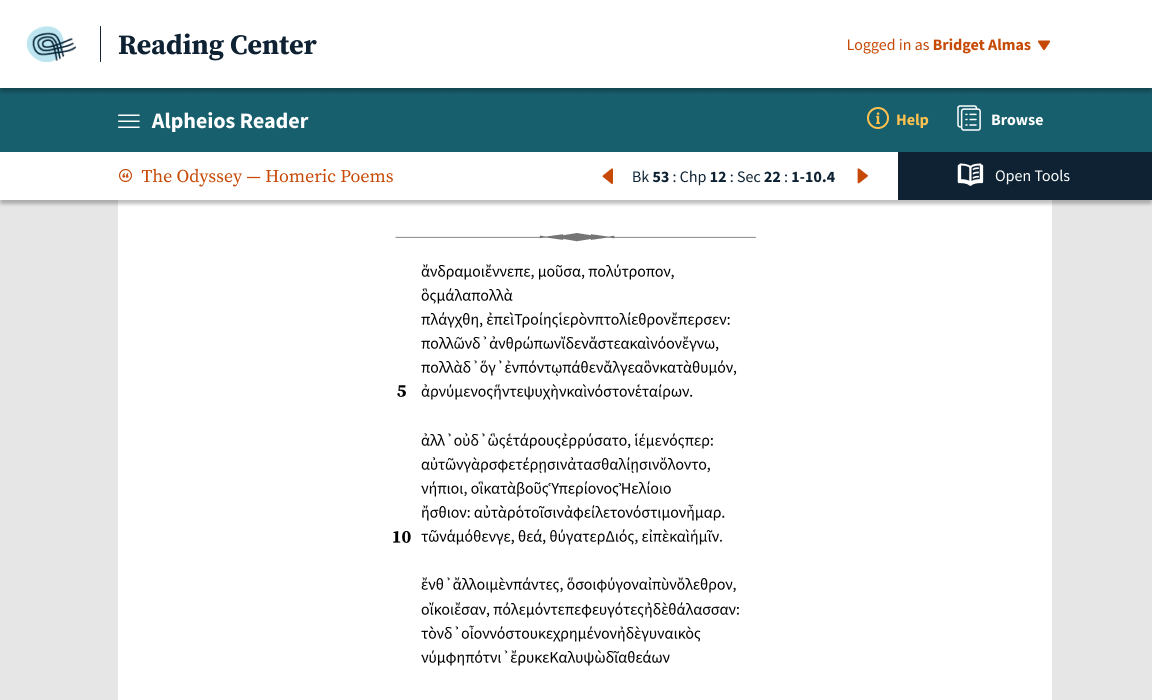 Reading Center
Logged in as Bridget Almas
Alpheios Reader
Help
Browse
The Odyssey — Homeric Poems
Bk 53 : Chp 12 : Sec 22 : 1-10.4
Open Tools
ἄνδραμοιἔννεπε, μοῦσα, πολύτροπον,
ὃςμάλαπολλὰ
πλάγχθη, ἐπεὶΤροίηςἱερὸνπτολίεθρονἔπερσεν:
πολλῶνδ᾽ἀνθρώπωνἴδενἄστεακαὶνόονἔγνω,
πολλὰδ᾽ὅγ᾽ἐνπόντῳπάθενἄλγεαὃνκατὰθυμόν,
5 ἀρνύμενοςἥντεψυχὴνκαὶνόστονἑταίρων.
ἀλλ᾽οὐδ᾽ὣςἑτάρουςἐρρύσατο, ἱέμενόςπερ:
αὐτῶνγὰρσφετέρῃσινἀτασθαλίῃσινὄλοντο,
νήπιοι, οἳκατὰβοῦςὙπερίονοςἨελίοιο
ἤσθιον: αὐτὰρὁτοῖσινἀφείλετονόστιμονἦμαρ.
10 τῶνἁμόθενγε, θεά, θύγατερΔιός, εἰπὲκαὶἡμῖν.
ἔνθ᾽ἄλλοιμὲνπάντες, ὅσοιφύγοναἰπὺνὄλεθρον,
οἴκοιἔσαν, πόλεμόντεπεφευγότεςἠδὲθάλασσαν:
τὸνδ᾽οἶοννόστουκεχρημένονἠδὲγυναικὸς
νύμφηπότνι᾽ἔρυκεΚαλυψὼδῖαθεάων